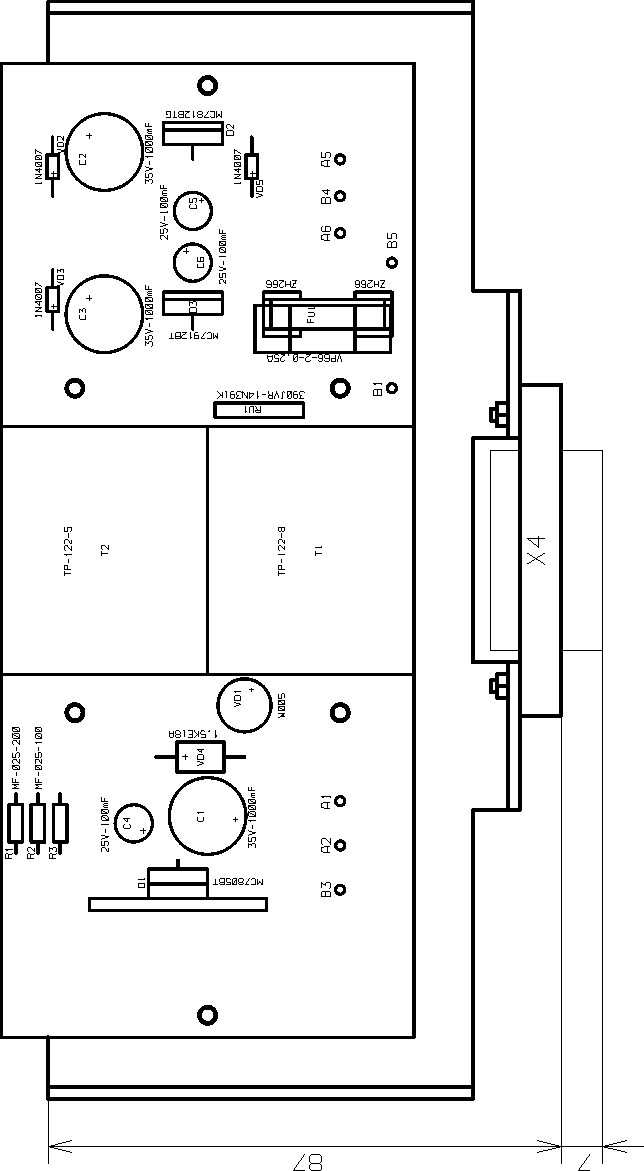 MC7812BTG
D2
VD2
C2
+
1N4007
35V-1000mF
1N4007
VD5
A5
B4
A6
B5
25V-100mF
C5
+
C6
+
25V-100mF
VD3
1N4007
C3
+
35V-1000mF
D3
MC7912BT
ZH266
ZH266
FU1
VP66-2-0.25A
B1
390JVR-14N391K
RU1
TP-122-5
T2
TP-122-8
T1
X4
VD1
+
W005
1.5KE18A
+
VD4
MF-025-200
MF-025-100
R1
R2
R3
25V-100mF
C4
+
C1
+
35V-1000mF
A1
A2
B3
D1
MC7805BT
87
7